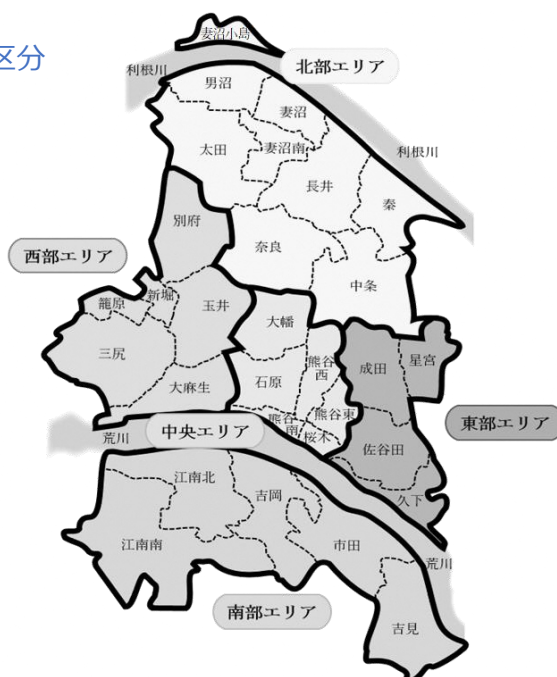 区分
妻沼小島
北部エリア
利根川
男沼
妻沼
太田
妻沼南
利根川
長井
秦
別府
奈良
西部エリア
中条
新堀
玉井
籠原
大幡
三尻
熊谷西
成田
星宮
石原
大麻生
熊谷東
熊谷南
桜木
東部エリア
荒川
中央エリア
佐谷田
江南北
吉岡
久下
江南南
市田
荒川
南部エリア
吉見